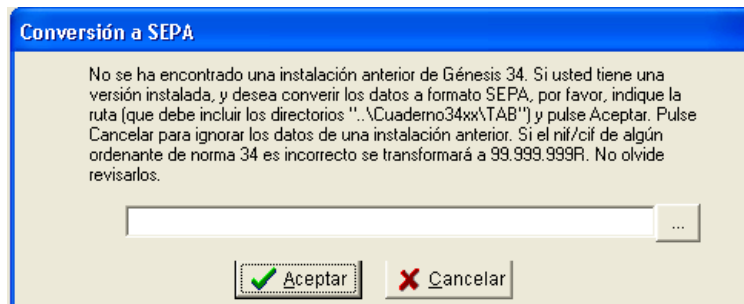 Conversión a SEPA
No se ha encontrado una instalación anterior de Génesis 34. Si usted tiene una
versión instalada, y desea converir los datos a formato SEPA, por favor, indique la
ruta (que debe incluir los directorios "..\Cuaderno34xx\TAB") y pulse Aceptar. Pulse
Cancelar para ignorar los datos de una instalación anterior. Si el nif/cif de algún
ordenante de norma 34 es incorrecto se transformará a 99.999.999R. No olvide
revisarlos.
...
Aceptar Cancelar